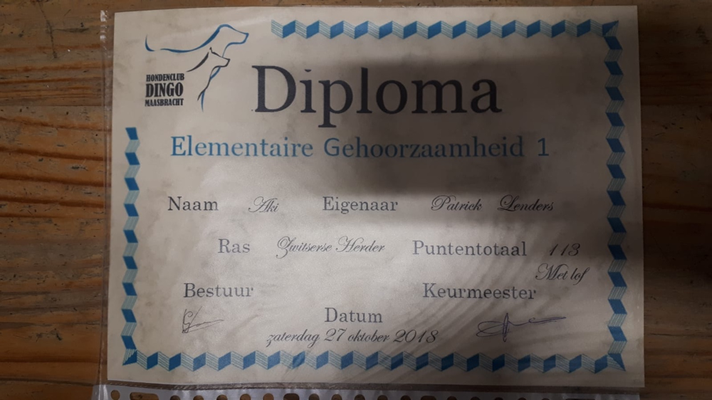 HONDENCLUB
DINGO
MAASBRACHT
Diploma
Elementaire Gehoorzaamheid 1
Naam Aki Eigenaar Patrick Lenders
Ras Zwitserse Herder Puntentotaal 113
Met lof
Bestuur Keurmeester
Datum
zaterdag 27 oktober 2018